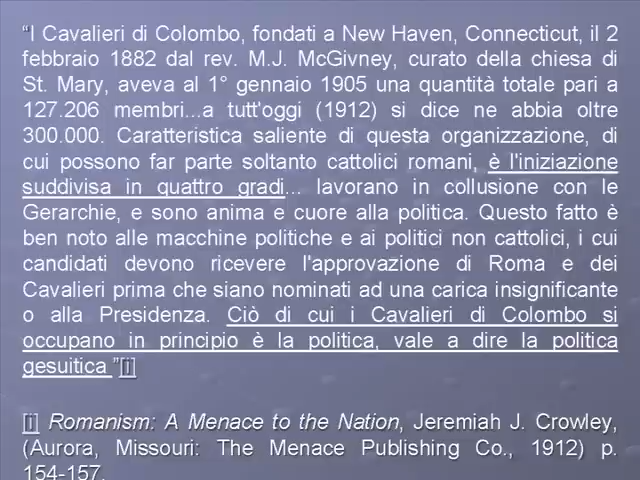 “I Cavalieri di Colombo, fondati a New Haven, Connecticut, il 2
febbraio 1882 dal rev. M.J. McGivney, curato della chiesa di
St. Mary, aveva al 1° gennaio 1905 una quantità totale pari a
127.206 membri...a tutt'oggi (1912) si dice ne abbia oltre
300.000. Caratteristica saliente di questa organizzazione, di
cui possono far parte soltanto cattolici romani, è l'iniziazione
suddivisa in quattro gradi... lavorano in collusione con le
Gerarchie, e sono anima e cuore alla politica. Questo fatto è
ben noto alle macchine politiche e ai politici non cattolici, i cui
candidati devono ricevere l'approvazione di Roma e dei
Cavalieri prima che siano nominati ad una carica insignificante
o alla Presidenza. Ciò di cui i Cavalieri di Colombo si
occupano in principio è la politica, vale a dire la politica
gesuitica ”[i]
[i] Romanism: A Menace to the Nation, Jeremiah J. Crowley,
(Aurora, Missouri: The Menace Publishing Co., 1912) p.
154-157.